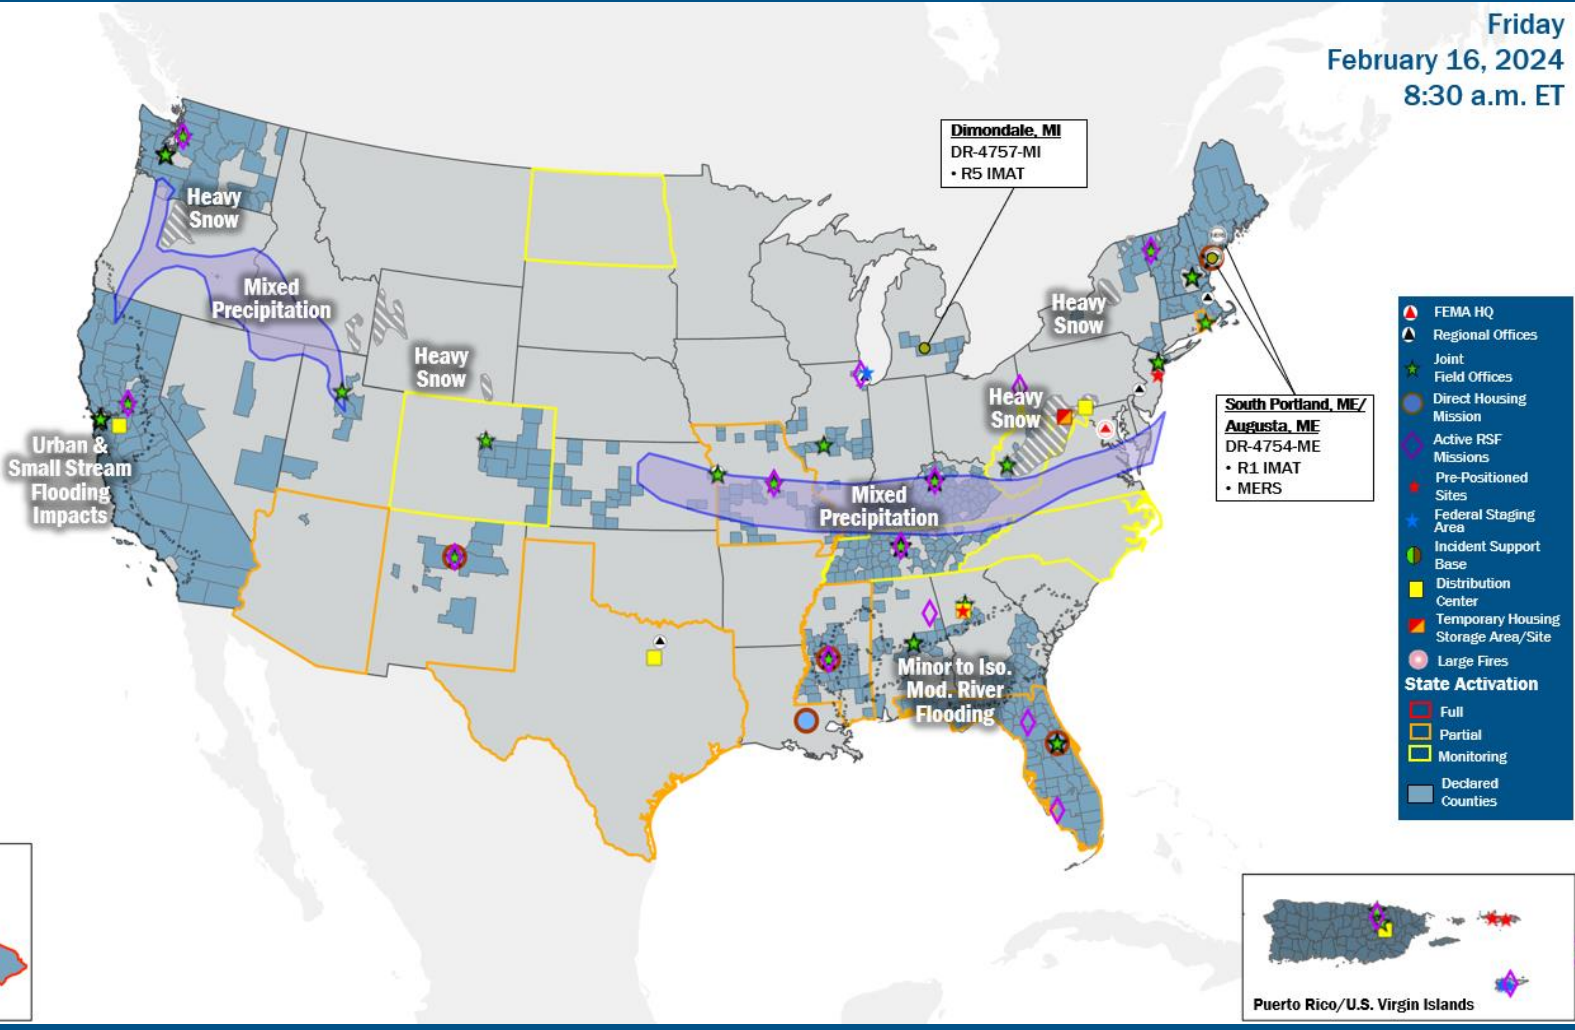 Friday
February 16, 2024
8:30 a.m. ET
Dimondale, MI
DR-4757-MI
• R5 IMAT
Heavy
Snow
Mixed
Precipitation
Heavy
Snow
Heavy
Snow
Heavy
Snow
South Portland, ME/
Augusta, ME
DR-4754-ME
• R1 IMAT
• MERS
Urban &
Small Stream
Flooding
Impacts
Mixed
Precipitation
Minor to Iso.
Mod. River
Flooding
FEMA HQ
Regional Offices
Joint
Field Offices
Direct Housing
Mission
Active RSF
Missions
Pre-Positioned
Sites
Federal Staging
Area
Incident Support
Base
Distribution
Center
Temporary Housing
Storage Area/Site
Large Fires
State Activation
Full
Partial
Monitoring
Declared
Counties
Puerto Rico/U.S. Virgin Islands